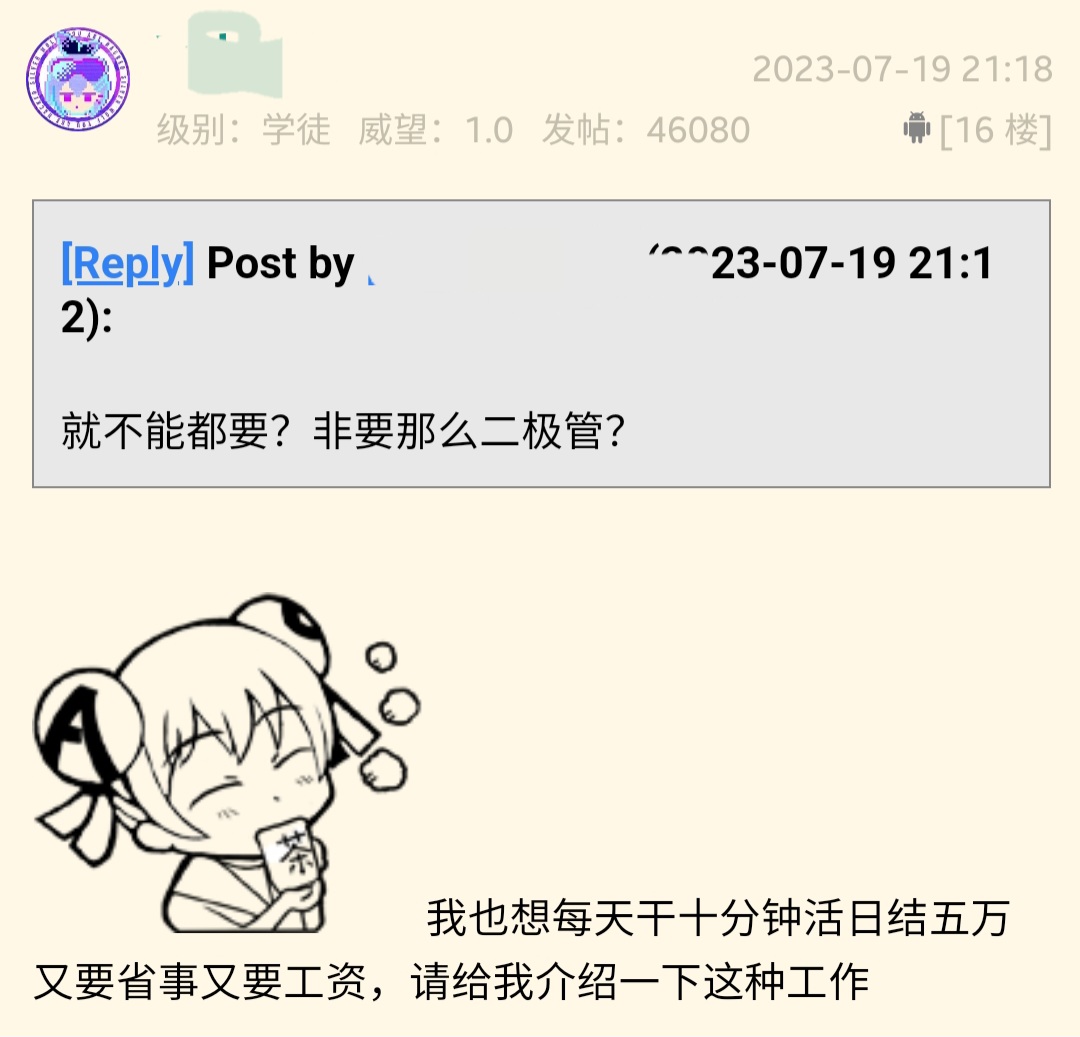 2023-07-19 21:18
级别：学徒 威望：1.0 发帖：46080 [16 楼]
[Reply] Post by 23-07-19 21:1
2):
就不能都要？非要那么二极管？
A
茶
我也想每天干十分钟活日结五万
又要省事又要工资，请给我介绍一下这种工作